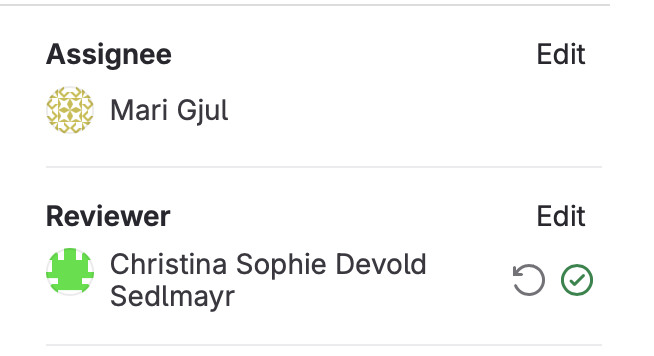 Assignee
Edit
Mari Gjul
Reviewer
Edit
Christina Sophie Devold
Sedlmayr